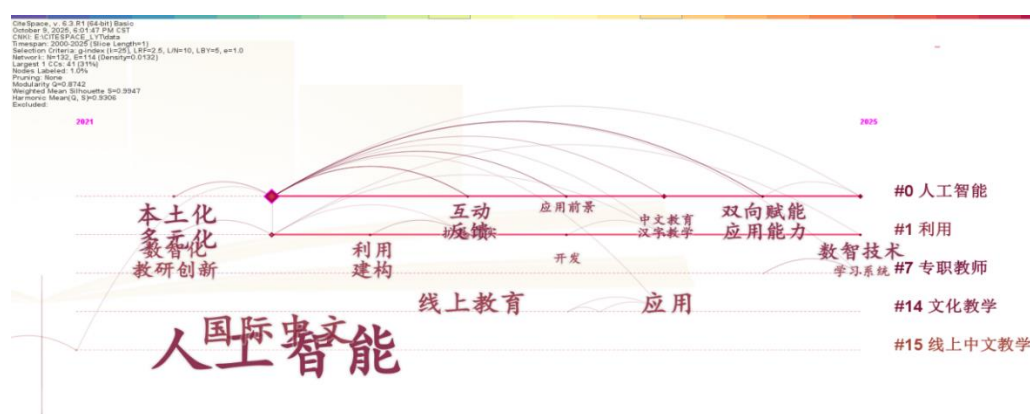 CiteSpace, v. 6.3.R1 (64-bit) Basic
October 9, 2025, 6:01:47 PM CST
CNKI: E:\CITESPACE_LYT\data
Timespan: 2000-2025 (Slice Length=1)
Selection Criteria: g-index (k=25), LRF=2.5, L/N=10, LBY=5, e=1.0
Network: N=132, E=114 (Density=0.0132)
Largest 1 CCs: 41 (31%)
Nodes Labeled: 1.0%
Pruning: None
Modularity Q=0.8742
Weighted Mean Silhouette S=0.9947
Harmonic Mean(Q, S)=0.9306
Excluded:
2021
2025
#0 人工智能
本土化
互动
应用前景
中文教育
双向赋能
多元化
反馈
汉字教学
应用能力
#1 利用
数智化
利用
开发
数智技术
教研创新
建构
学习系统
#7 专职教师
线上教育
应用
#14 文化教学
国际中文
人工智能
#15 线上中文教学